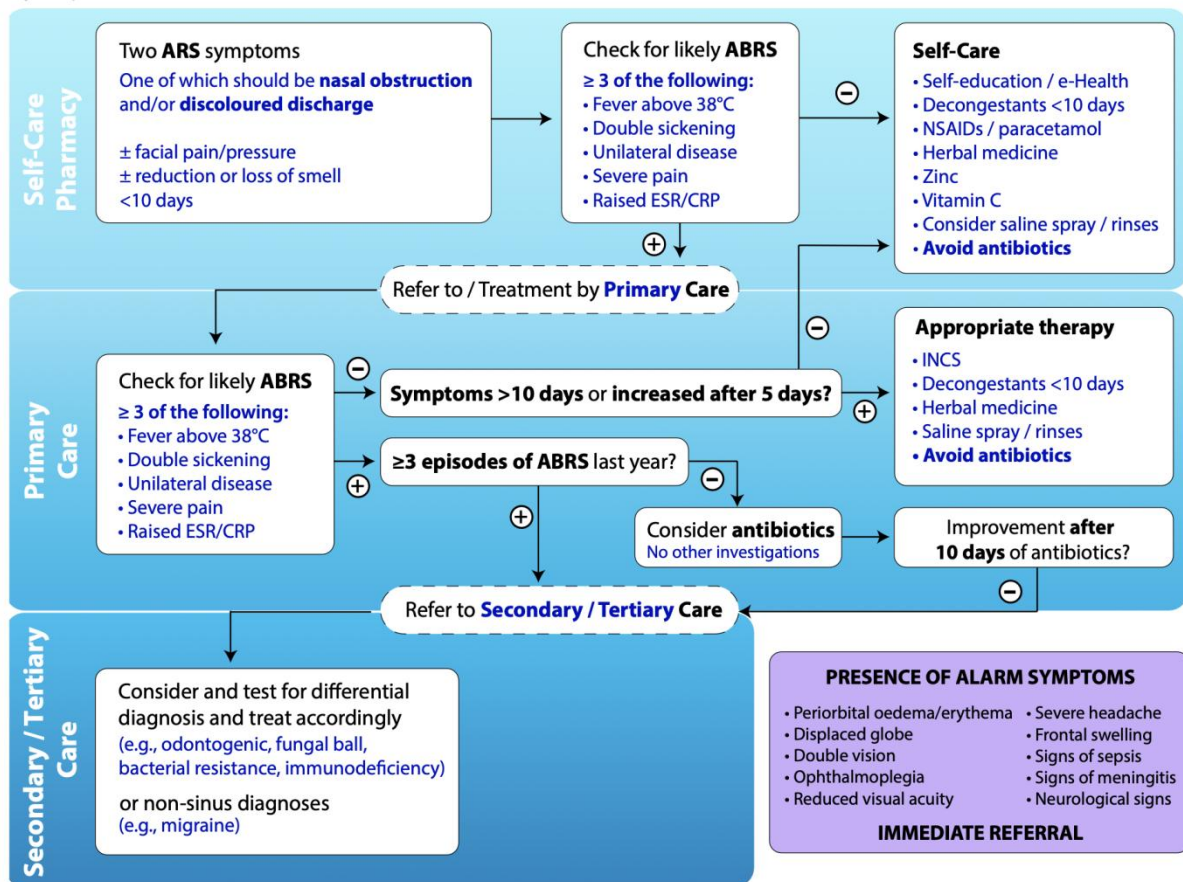 Self-Care
Pharmacy
Two ARS symptoms
One of which should be nasal obstruction
and/or discoloured discharge
± facial pain/pressure
± reduction or loss of smell
<10 days
Check for likely ABRS
≥ 3 of the following:
• Fever above 38°C
• Double sickening
• Unilateral disease
• Severe pain
• Raised ESR/CRP
−
+
Self-Care
• Self-education / e-Health
• Decongestants <10 days
• NSAIDs / paracetamol
• Herbal medicine
• Zinc
• Vitamin C
• Consider saline spray / rinses
• Avoid antibiotics
Refer to / Treatment by Primary Care
Primary
Care
Check for likely ABRS
≥ 3 of the following:
• Fever above 38°C
• Double sickening
• Unilateral disease
• Severe pain
• Raised ESR/CRP
−
+
Symptoms >10 days or increased after 5 days?
−
+
Appropriate therapy
• INCS
• Decongestants <10 days
• Herbal medicine
• Saline spray / rinses
• Avoid antibiotics
≥3 episodes of ABRS last year?
−
+
Consider antibiotics
No other investigations
Improvement after
10 days of antibiotics?
−
Refer to Secondary / Tertiary Care
Secondary / Tertiary
Care
Consider and test for differential
diagnosis and treat accordingly
(e.g., odontogenic, fungal ball,
bacterial resistance, immunodeficiency)
or non-sinus diagnoses
(e.g., migraine)
PRESENCE OF ALARM SYMPTOMS
• Periorbital oedema/erythema
• Displaced globe
• Double vision
• Ophthalmoplegia
• Reduced visual acuity
• Severe headache
• Frontal swelling
• Signs of sepsis
• Signs of meningitis
• Neurological signs
IMMEDIATE REFERRAL